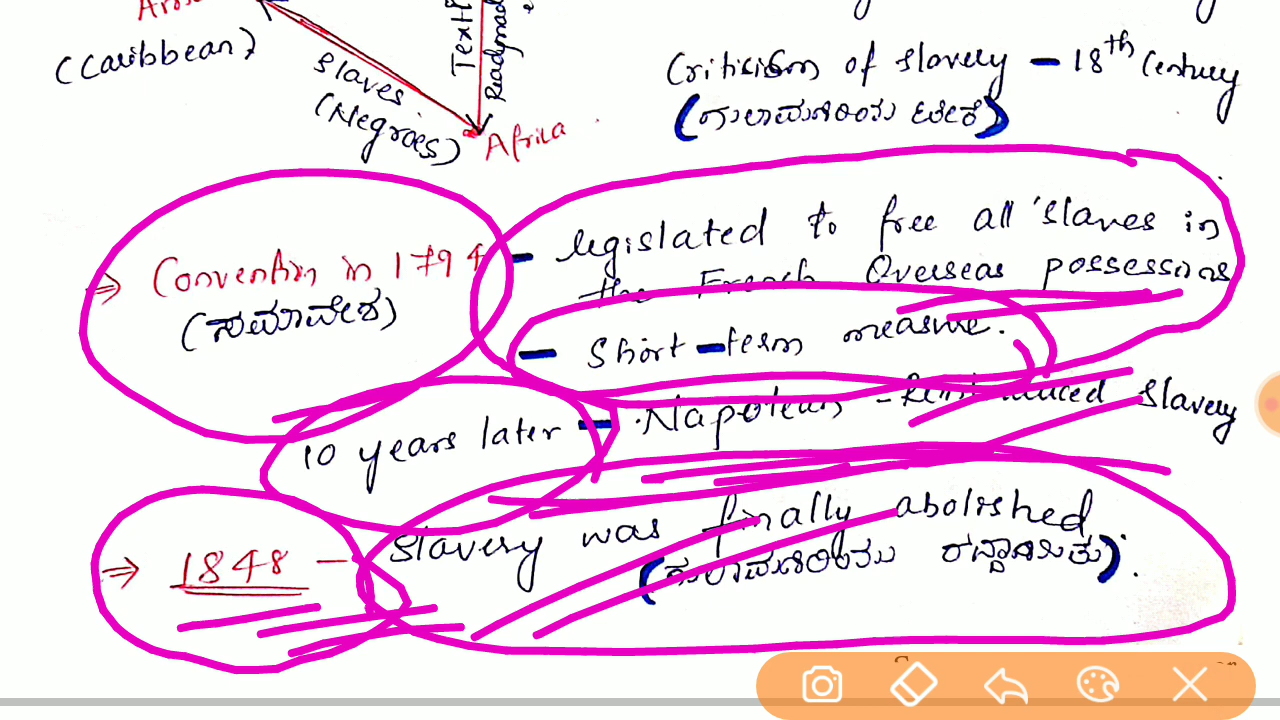 (Caribbean)
Slaves
(Negroes)
Africa
Criticism of slavery - 18th Century
⇒ Convention in 1794 - legislated to free all slaves in
(ಸಮಾವೇಶ)
the French Overseas possessions
- Short-term measure.
10 years later - Napoleon - Reintroduced slavery
⇒ 1848 - slavery was finally abolished